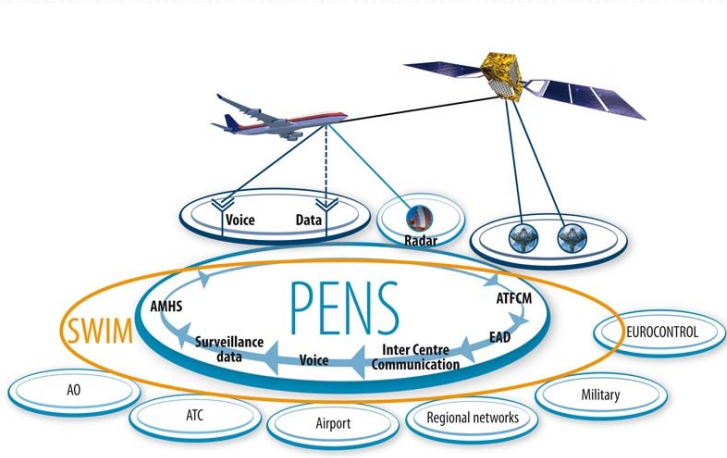 Voice
Data
Radar
PENS
SWIM
AMHS
ATFCM
Surveillance
data
Voice
Inter Centre
Communication
EAD
EUROCONTROL
AO
ATC
Airport
Regional networks
Military